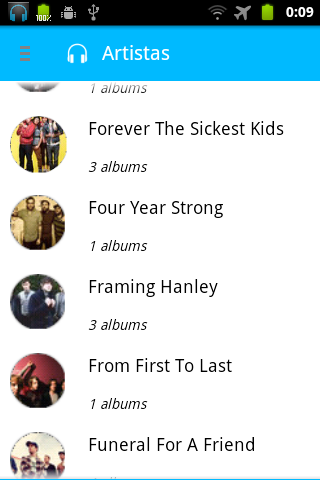 100%
0:09
Artistas
1 albums
Forever The Sickest Kids
3 albums
Four Year Strong
1 albums
Framing Hanley
3 albums
From First To Last
1 albums
Funeral For A Friend